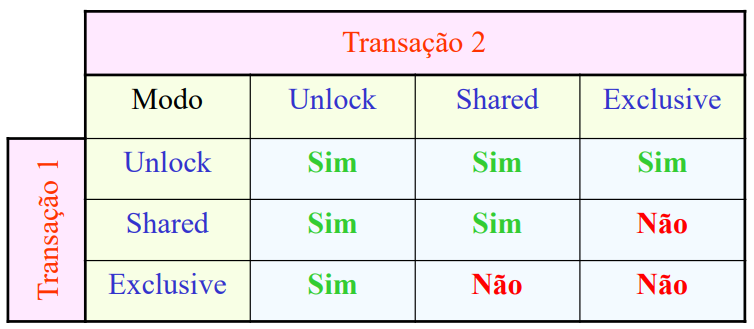 Transação 2
Modo Unlock Shared Exclusive
Transação 1
Unlock Sim Sim Sim
Shared Sim Sim Não
Exclusive Sim Não Não